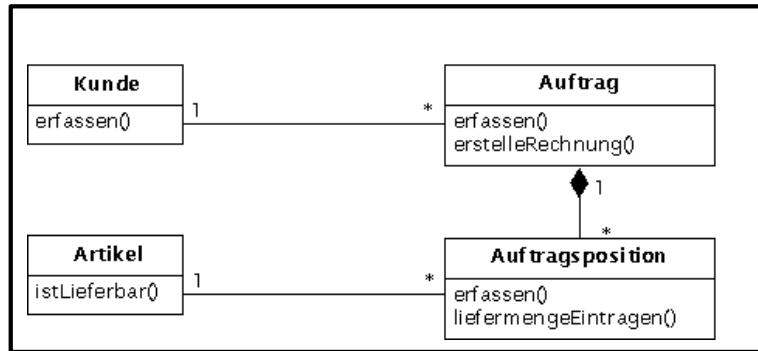 Kunde
erfassen()
1
*
Auftrag
erfassen()
erstelleRechnung()
1
*
Artikel
istLieferbar()
1
*
Auftragsposition
erfassen()
liefermengeEintragen()